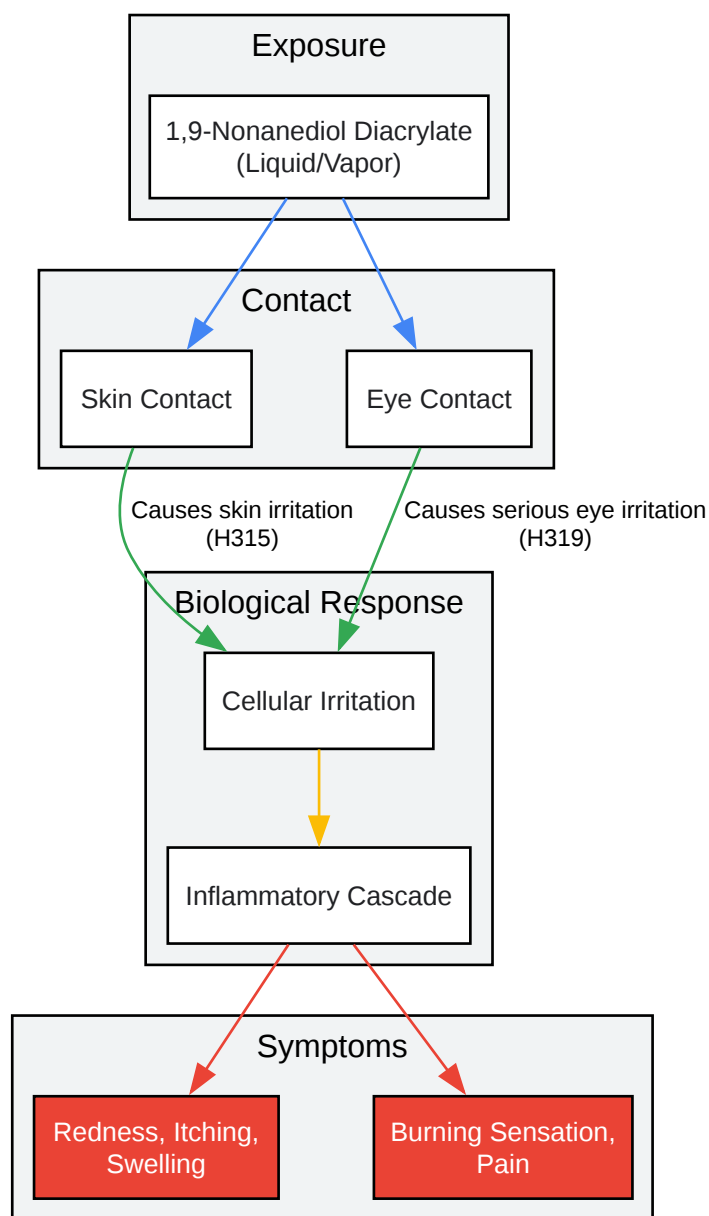 Exposure
1,9-Nonanediol Diacrylate
(Liquid/Vapor)
Contact
Skin Contact
Eye Contact
Causes skin irritation
(H315)
Causes serious eye irritation
(H319)
Biological Response
Cellular Irritation
Inflammatory Cascade
Symptoms
Redness, Itching,
Swelling
Burning Sensation,
Pain